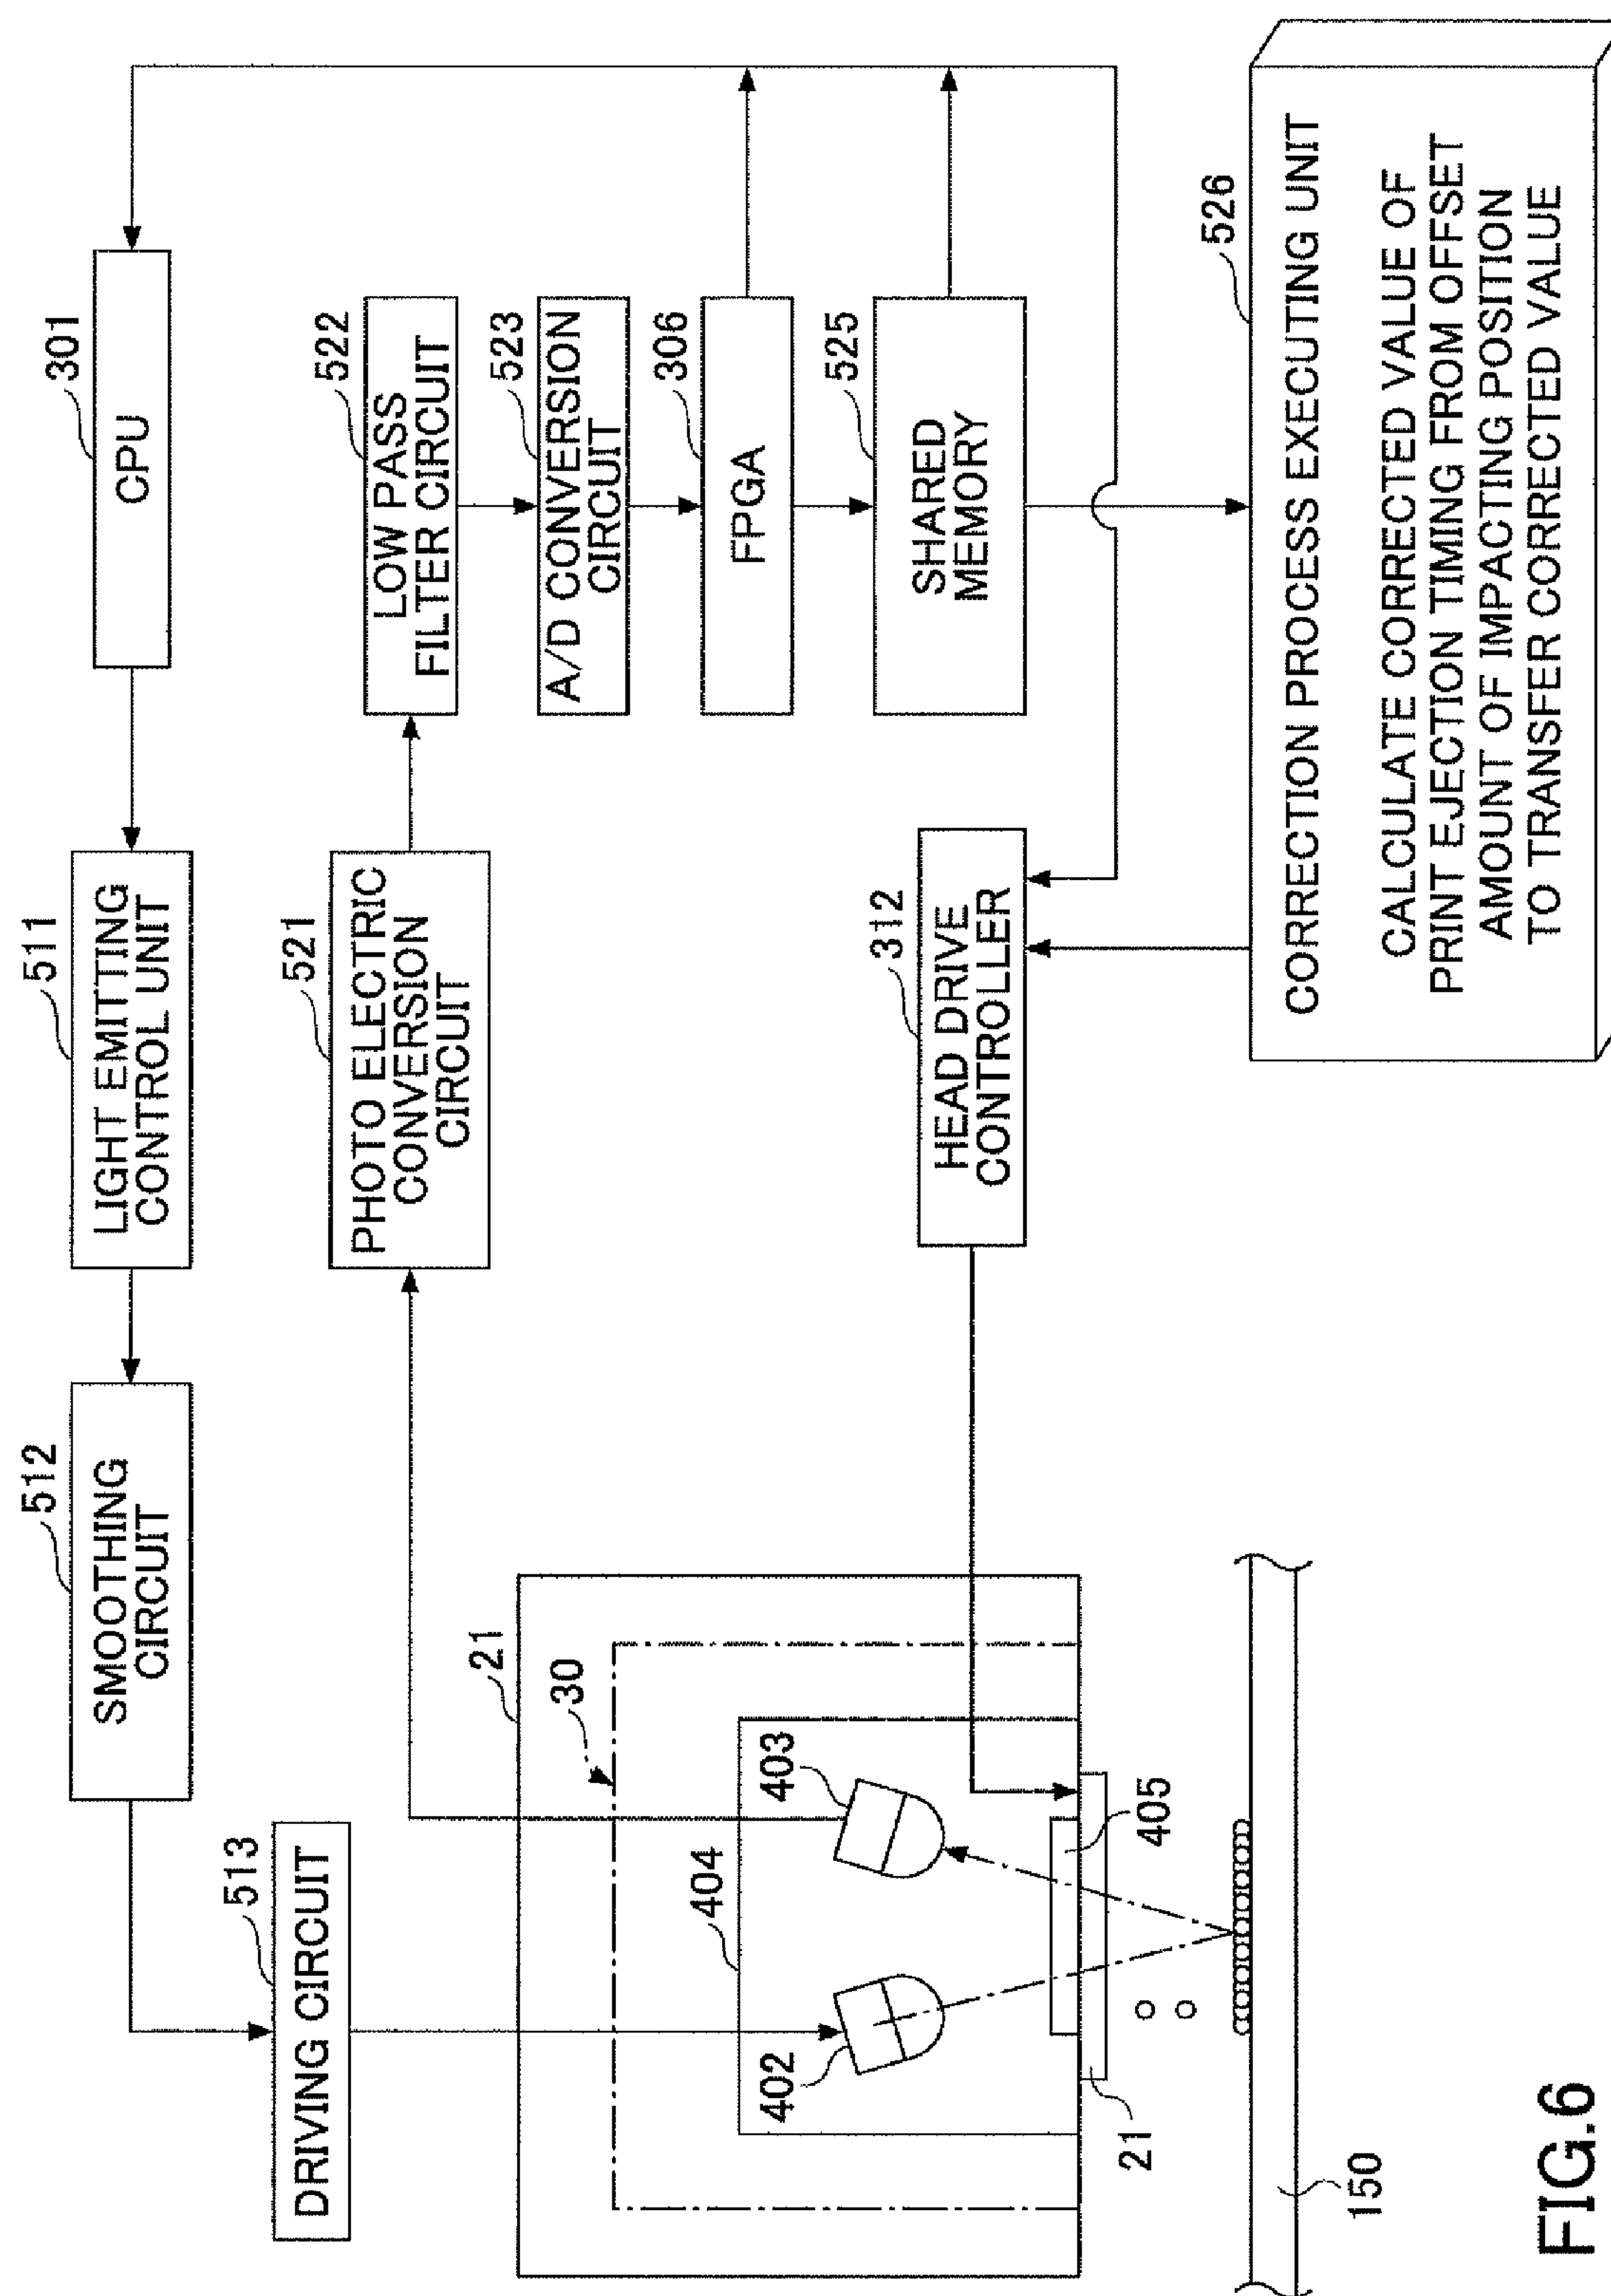 301
CPU
511
LIGHT EMITTING
CONTROL UNIT
512
SMOOTHING
CIRCUIT
513
DRIVING CIRCUIT
522
LOW PASS
FILTER CIRCUIT
521
PHOTO ELECTRIC
CONVERSION
CIRCUIT
523
A/D CONVERSION
CIRCUIT
306
FPGA
525
SHARED
MEMORY
312
HEAD DRIVE
CONTROLLER
21
30
404
403
402
405
21
150
526
CORRECTION PROCESS EXECUTING UNIT
CALCULATE CORRECTED VALUE OF
PRINT EJECTION TIMING FROM OFFSET
AMOUNT OF IMPACTING POSITION
TO TRANSFER CORRECTED VALUE
FIG.6